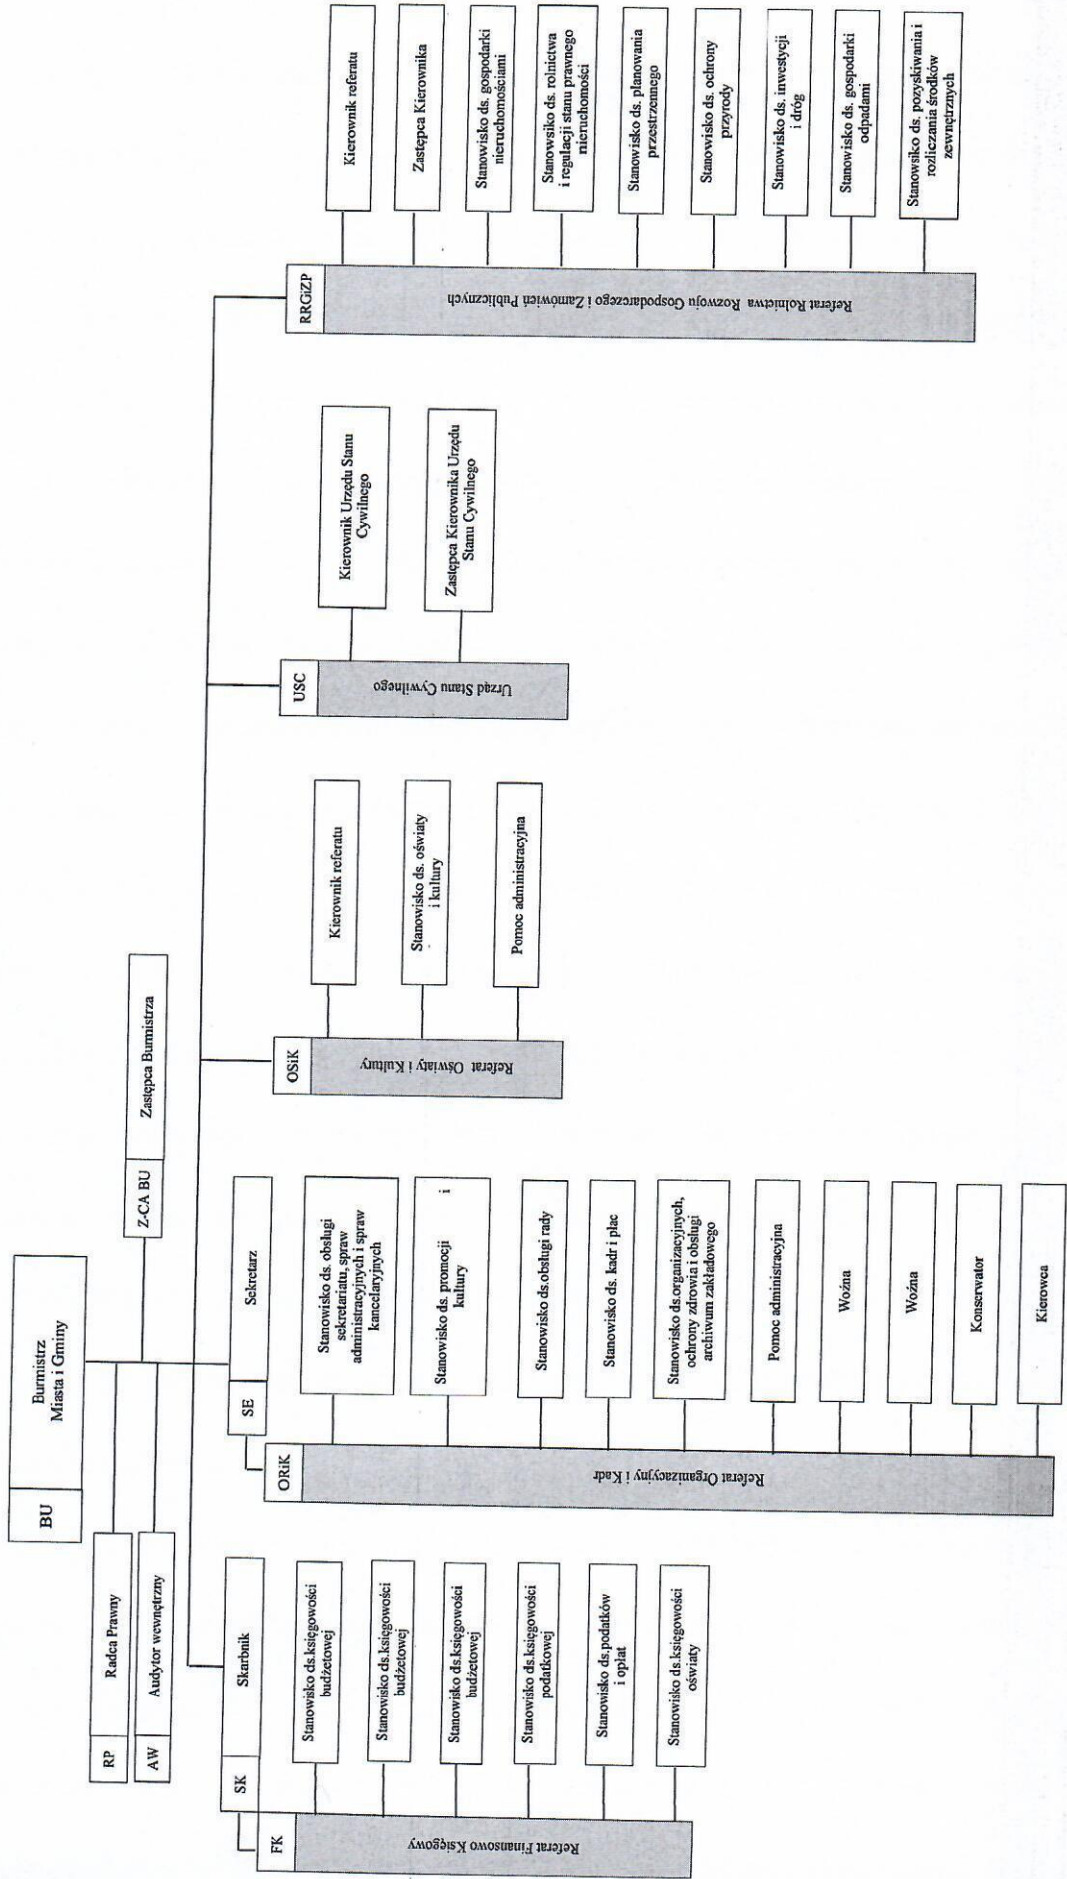 BU
Burmistrz
Miasta i Gminy
RP
Radca Prawny
AW
Audytor wewnętrzny
Z-CA BU
Zastępca Burmistrza
SK
Skarbnik
FK
Referat Finansowo Księgowy
Stanowisko ds.księgowości
budżetowej
Stanowisko ds.księgowości
budżetowej
Stanowisko ds.księgowości
budżetowej
Stanowisko ds.księgowości
podatkowej
Stanowisko ds.podatków
i opłat
Stanowisko ds.księgowości
oświaty
SE
Sekretarz
ORiK
Referat Organizacyjny i Kadr
Stanowisko ds. obsługi
sekretariatu, spraw
administracyjnych i spraw
kancelaryjnych
Stanowisko ds. promocji i
kultury
Stanowisko ds.obsługi rady
Stanowisko ds. kadr i płac
Stanowisko ds.organizacyjnych,
ochrony zdrowia i obsługi
archiwum zakładowego
Pomoc administracyjna
Woźna
Woźna
Konserwator
Kierowca
OSiK
Referat Oświaty i Kultury
Kierownik referatu
Stanowisko ds. oświaty
i kultury
Pomoc administracyjna
USC
Urząd Stanu Cywilnego
Kierownik Urzędu Stanu
Cywilnego
Zastępca Kierownika Urzędu
Stanu Cywilnego
RRGiZP
Referat Rolnictwa Rozwoju Gospodarczego i Zamówień Publicznych
Kierownik referatu
Zastępca Kierownika
Stanowisko ds. gospodarki
nieruchomościami
Stanowsiko ds. rolnictwa
i regulacji stanu prawnego
nieruchomości
Stanowisko ds. planowania
przestrzennego
Stanowisko ds. ochrony
przyrody
Stanowisko ds. inwestycji
i dróg
Stanowisko ds. gospodarki
odpadami
Stanowsiko ds. pozyskiwania i
rozliczania środków
zewnętrznych